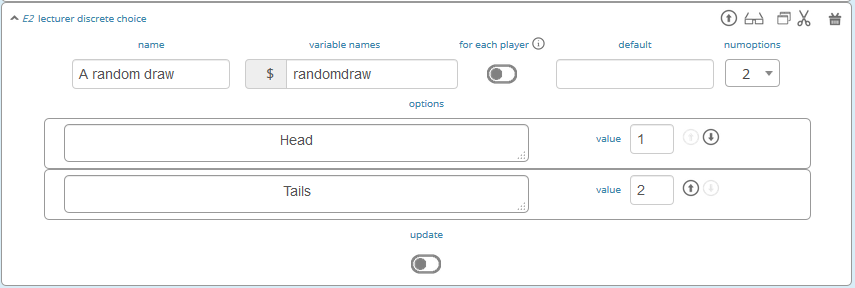 E2 lecturer discrete choice
name variable names for each player default numoptions
A random draw $ randomdraw 2
options
Head value 1
Tails value 2
update